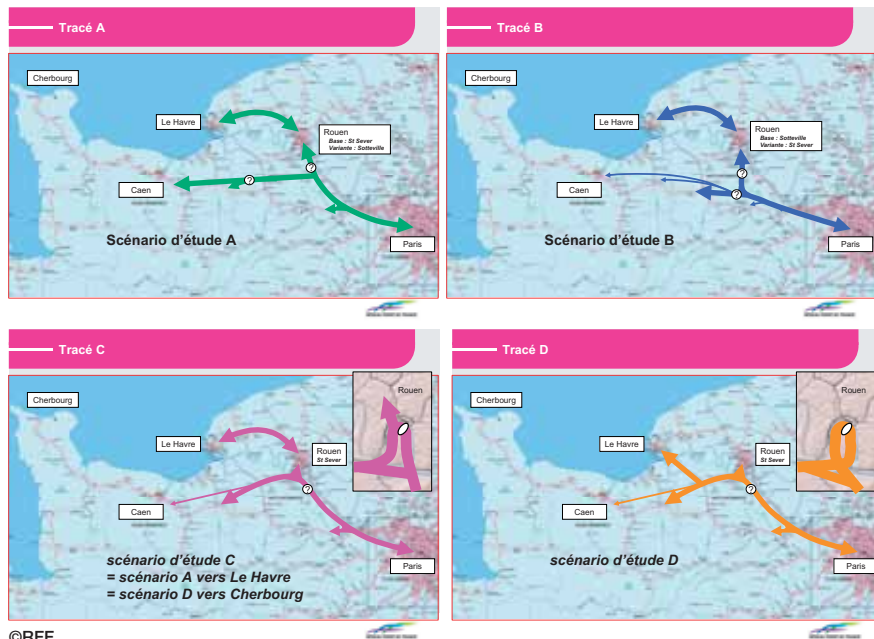 Tracé A
Cherbourg
Le Havre
Rouen
Base : St Sever
Variante : Sotteville
?
?
Caen
Scénario d'étude A
Paris
Tracé B
Cherbourg
Le Havre
Rouen
Base : Sotteville
Variante : St Sever
?
?
Caen
Scénario d'étude B
Paris
Tracé C
Cherbourg
Rouen
Le Havre
Rouen
St Sever
?
Caen
scénario d'étude C
= scénario A vers Le Havre
= scénario D vers Cherbourg
Paris
Tracé D
Cherbourg
Rouen
Le Havre
Rouen
St Sever
?
Caen
scénario d'étude D
Paris
©RFF